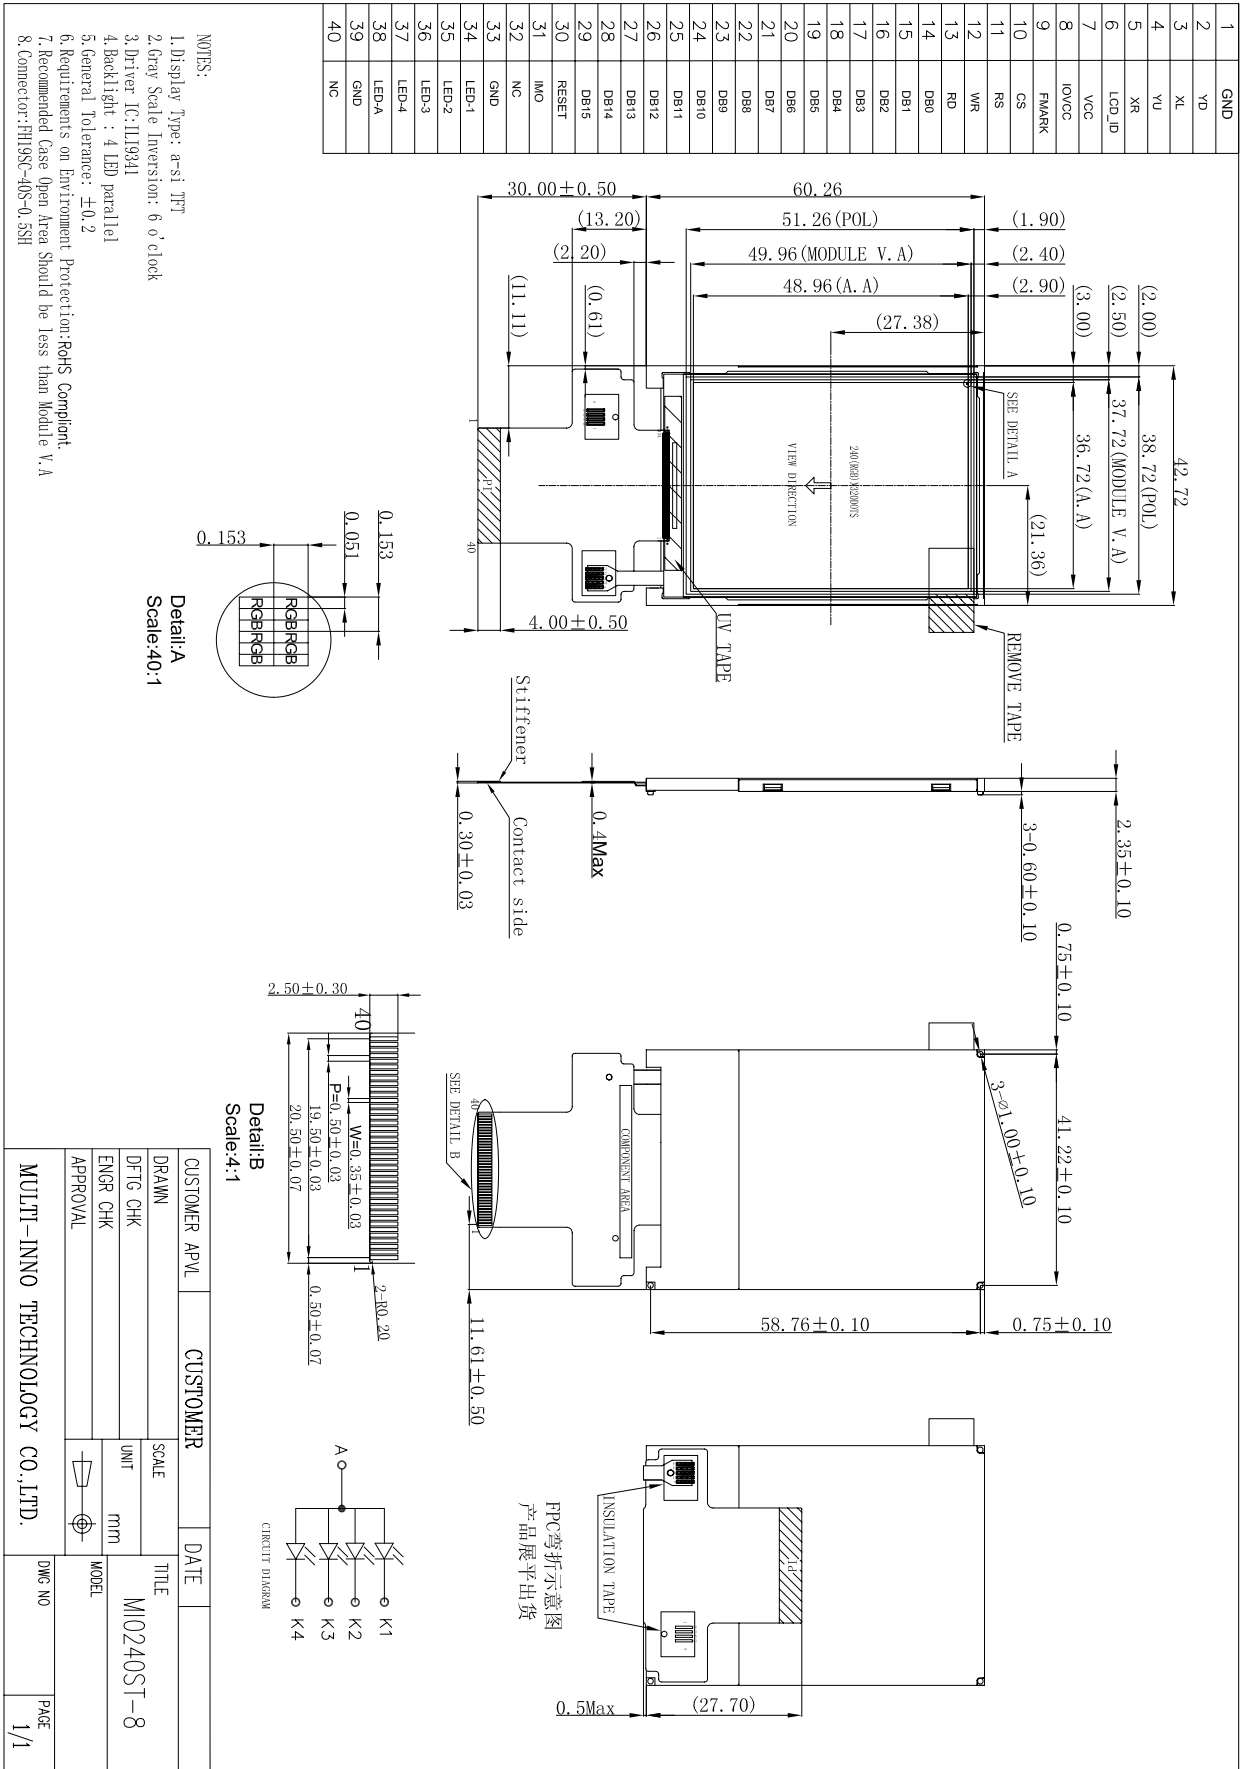 1 GND
2 YD
3 XL
4 YU
5 XR
6 LCD_ID
7 VCC
8 IOVCC
9 FMARK
10 CS
11 RS
12 WR
13 RD
14 DB0
15 DB1
16 DB2
17 DB3
18 DB4
19 DB5
20 DB6
21 DB7
22 DB8
23 DB9
24 DB10
25 DB11
26 DB12
27 DB13
28 DB14
29 DB15
30 RESET
31 IMO
32 NC
33 GND
34 LED-1
35 LED-2
36 LED-3
37 LED-4
38 LED-A
39 GND
40 NC
NOTES:
1.Display Type: a-si TFT
2.Gray Scale Inversion: 6 o'clock
3.Driver IC:ILI9341
4.Backlight : 4 LED parallel
5.General Tolerance: ±0.2
6.Requirements on Environment Protection:RoHS Compliant.
7.Recommended Case Open Area Should be less than Module V.A
8.Connector:FH19SC-40S-0.5SH
42.72
38.72(POL)
(2.00)
37.72(MODULE V.A)
(2.50)
36.72(A.A)
(3.00)
(21.36)
(1.90)
(2.40)
(2.90)
60.26
51.26(POL)
49.96(MODULE V.A)
48.96(A.A)
(27.38)
30.00±0.50
(13.20)
(2.20)
(0.61)
(11.11)
4.00±0.50
SEE DETAIL A
240(RGB)X320DOTS
VIEW DIRECTION
REMOVE TAPE
UV TAPE
PI
1
40
0.153
0.051
0.153
RGBRGB
RGBRGB
Detail:A
Scale:40:1
2.35±0.10
3-0.60±0.10
0.4Max
0.30±0.03
Stiffener
Contact side
0.75±0.10
41.22±0.10
3-⌀1.00±0.10
58.76±0.10
0.75±0.10
11.61±0.50
COMPONENT AREA
SEE DETAIL B
40
1
2.50±0.30
40
1
W=0.35±0.03
P=0.50±0.03
19.50±0.03
20.50±0.07
0.50±0.07
2-R0.20
Detail:B
Scale:4:1
INSULATION TAPE
PI
0.5Max
(27.70)
FPC弯折示意图
产品展平出货
A
K1
K2
K3
K4
CIRCUIT DIAGRAM
CUSTOMER APVL
CUSTOMER
DATE
DRAWN
DFTG CHK
ENGR CHK
APPROVAL
SCALE
UNIT
mm
TITLE
MI0240ST-8
MODEL
MULTI-INNO TECHNOLOGY CO.,LTD.
DWG NO
PAGE
1/1